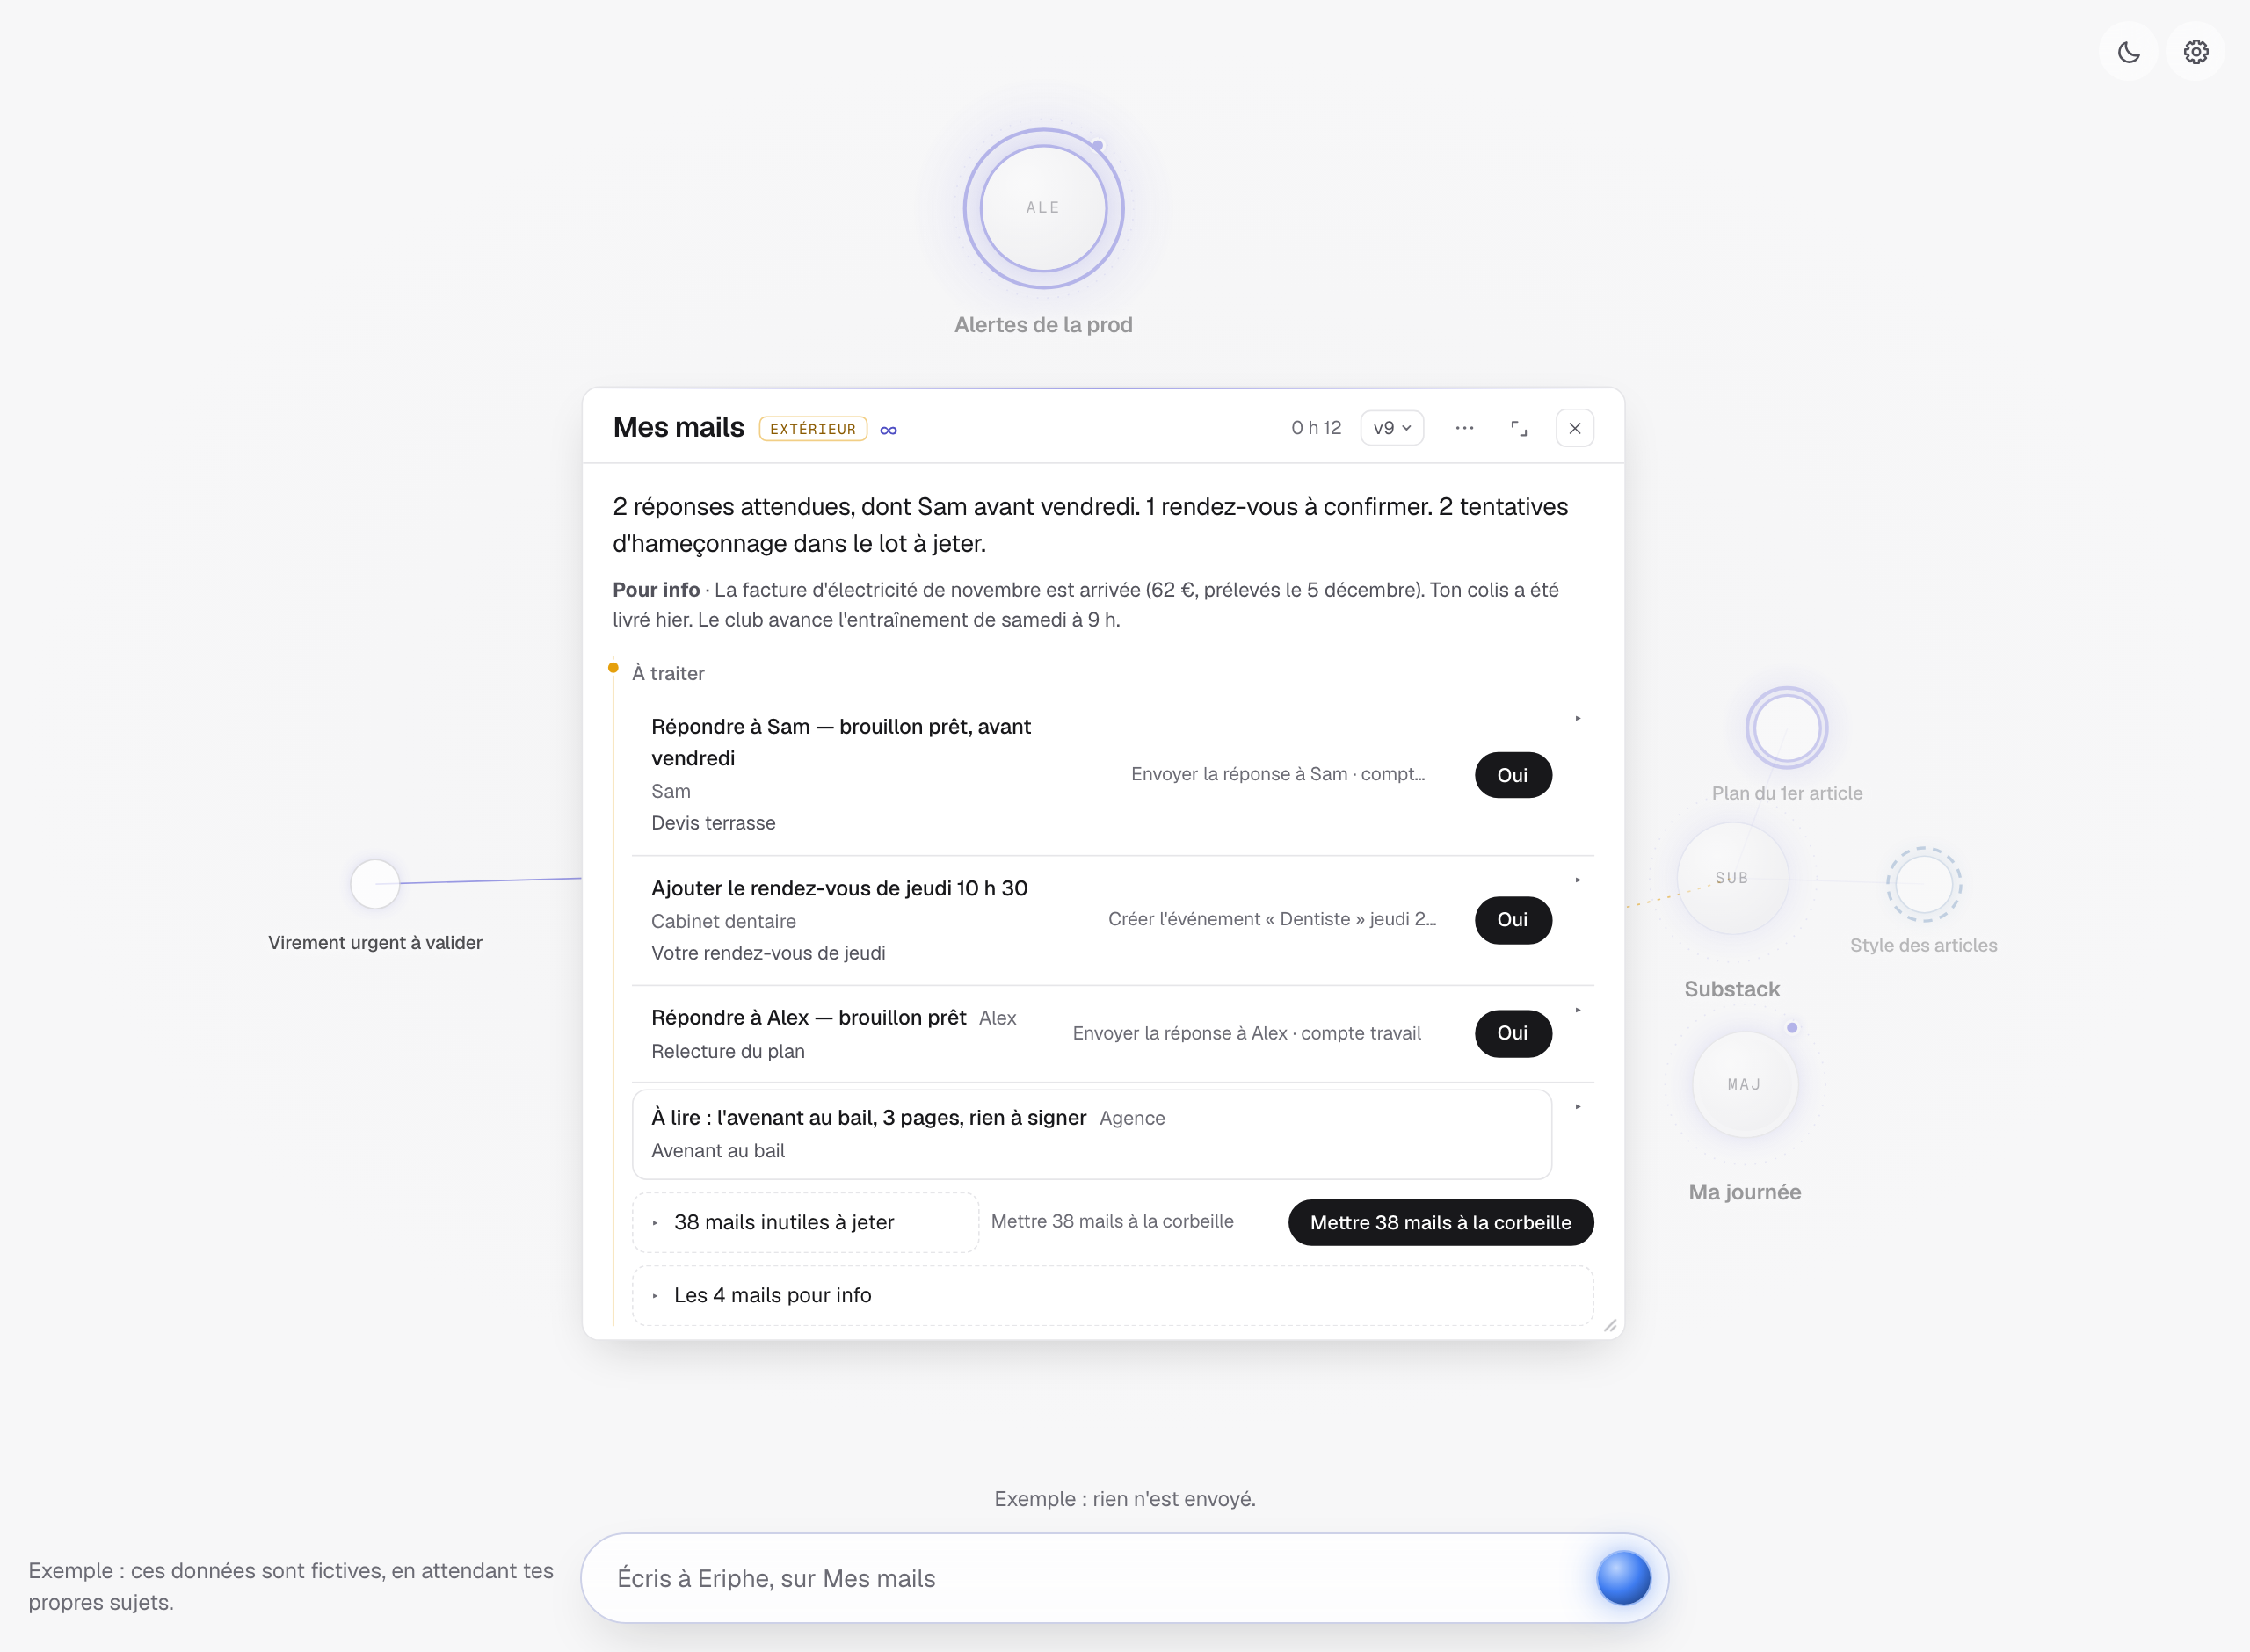 ALE
Alertes de la prod
Mes mails
EXTÉRIEUR
∞
0 h 12
v9
2 réponses attendues, dont Sam avant vendredi. 1 rendez-vous à confirmer. 2 tentatives
d'hameçonnage dans le lot à jeter.
Pour info · La facture d'électricité de novembre est arrivée (62 €, prélevés le 5 décembre). Ton colis a été
livré hier. Le club avance l'entraînement de samedi à 9 h.
À traiter
Répondre à Sam — brouillon prêt, avant
vendredi
Sam
Devis terrasse
Envoyer la réponse à Sam · compt…
Oui
Ajouter le rendez-vous de jeudi 10 h 30
Cabinet dentaire
Votre rendez-vous de jeudi
Créer l'événement « Dentiste » jeudi 2…
Oui
Répondre à Alex — brouillon prêt Alex
Relecture du plan
Envoyer la réponse à Alex · compte travail
Oui
À lire : l'avenant au bail, 3 pages, rien à signer Agence
Avenant au bail
38 mails inutiles à jeter
Mettre 38 mails à la corbeille
Mettre 38 mails à la corbeille
Les 4 mails pour info
Virement urgent à valider
Plan du 1er article
SUB
Substack
Style des articles
MAJ
Ma journée
Exemple : rien n'est envoyé.
Exemple : ces données sont fictives, en attendant tes
propres sujets.
Écris à Eriphe, sur Mes mails